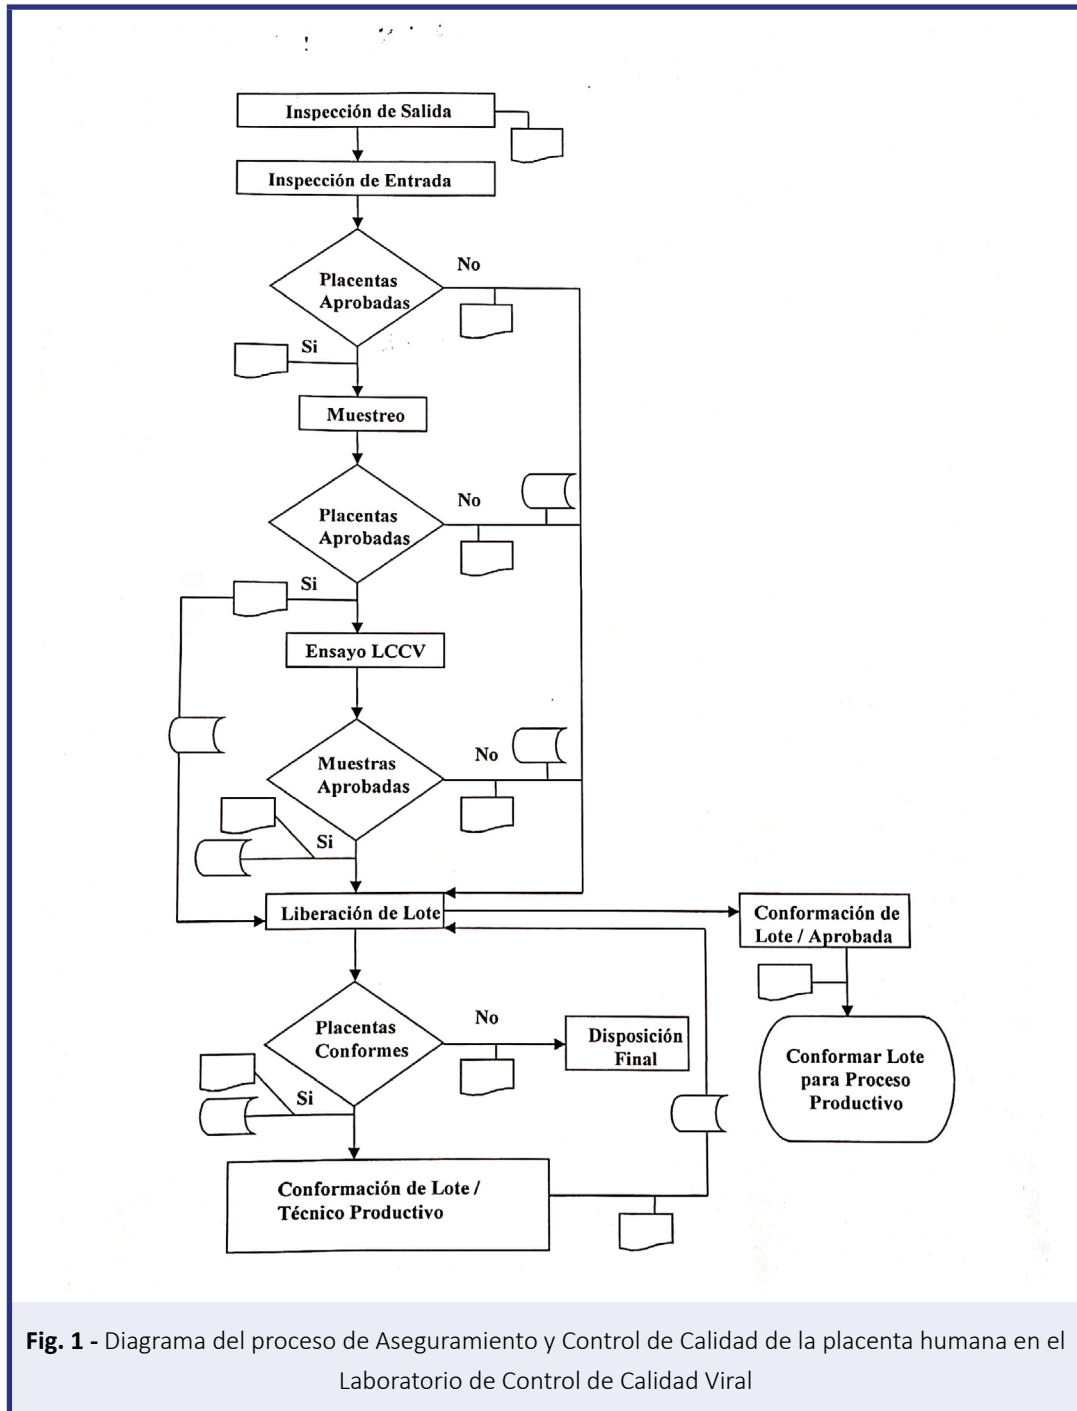 Inspección de Salida
Inspección de Entrada
Placentas
Aprobadas
No
Si
Muestreo
Placentas
Aprobadas
No
Si
Ensayo LCCV
Muestras
Aprobadas
No
Si
Liberación de Lote
Conformación de
Lote / Aprobada
Placentas
Conformes
No
Disposición
Final
Conformar Lote
para Proceso
Productivo
Si
Conformación de Lote /
Técnico Productivo
Fig. 1 - Diagrama del proceso de Aseguramiento y Control de Calidad de la placenta humana en el
Laboratorio de Control de Calidad Viral